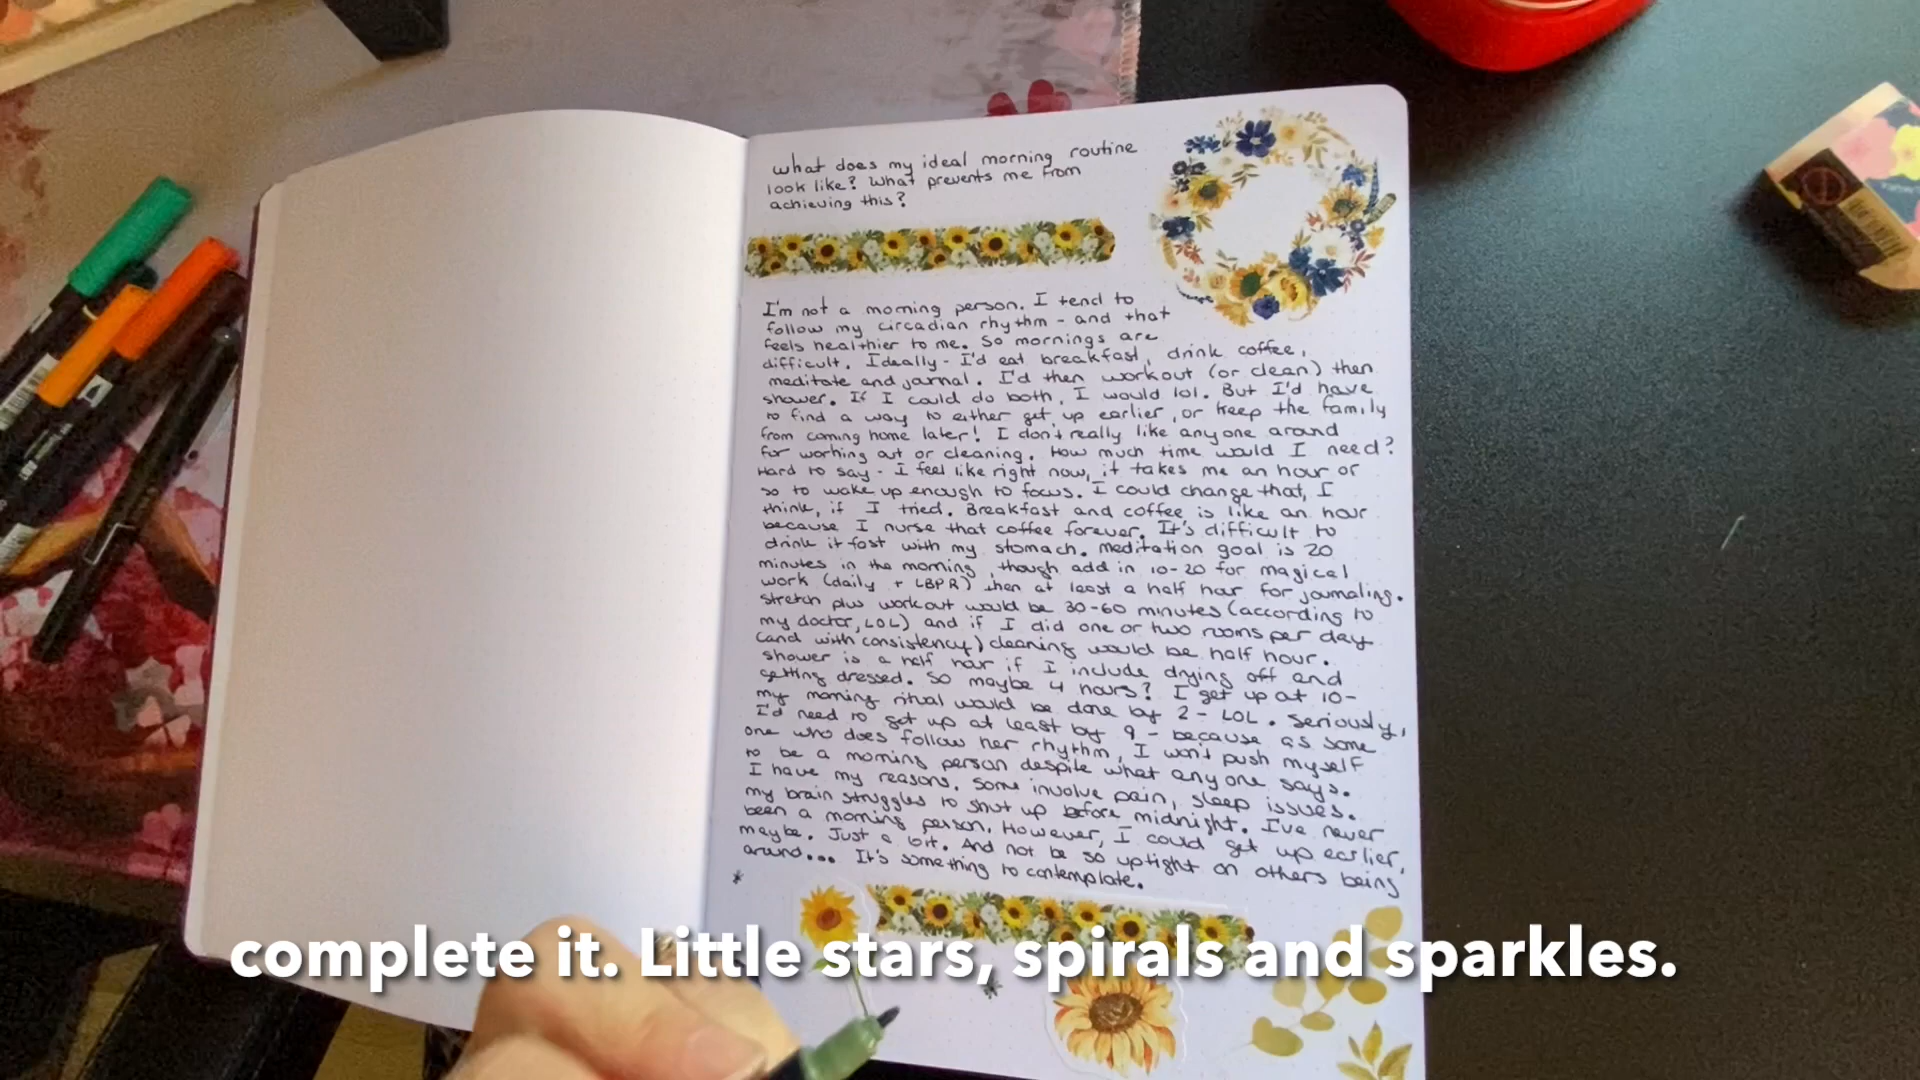 what does my ideal morning routine
look like? What prevents me from
achieving this?
I'm not a morning person. I tend to
follow my circadian rhythm - and that
feels healthier to me. So mornings are
difficult. Ideally - I'd eat breakfast, drink coffee,
meditate and journal. I'd then workout (or clean) then
shower. If I could do both, I would lol. But I'd have
to find a way to either get up earlier, or keep the family
from coming home later! I don't really like anyone around
for working out or cleaning. How much time would I need?
Hard to say - I feel like right now, it takes me an hour or
so to wake up enough to focus. I could change that, I
think, if I tried. Breakfast and coffee is like an hour
because I nurse that coffee forever. It's difficult to
drink it fast with my stomach. Meditation goal is 20
minutes in the morning, though add in 10-20 for magical
work (daily + LBPR) then at least a half hour for journaling.
Stretch plus workout would be 30-60 minutes (according to
my doctor, LOL) and if I did one or two rooms per day
(and with consistency) cleaning would be half hour.
Shower is a half hour if I include drying off and
getting dressed. So maybe 4 hours? I get up at 10-
my morning ritual would be done by 2 - LOL. Seriously,
I'd need to get up at least by 9 - because as some
one who does follow her rhythm, I won't push myself
to be a morning person despite what anyone says.
I have my reasons. Some involve pain, sleep issues.
My brain struggles to shut up before midnight. I've never
been a morning person. However, I could get up earlier,
maybe. Just a bit. And not be so uptight on others being
around... It's something to contemplate.
*
complete it. Little stars, spirals and sparkles.